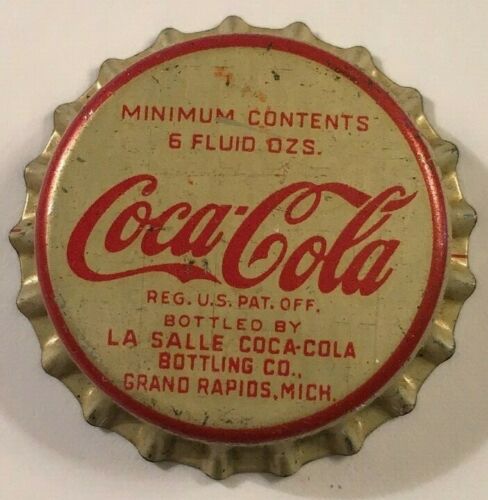 MINIMUM CONTENTS
6 FLUID OZS.
Coca-Cola
REG. U.S. PAT. OFF.
BOTTLED BY
LA SALLE COCA-COLA
BOTTLING CO.,
GRAND RAPIDS, MICH.